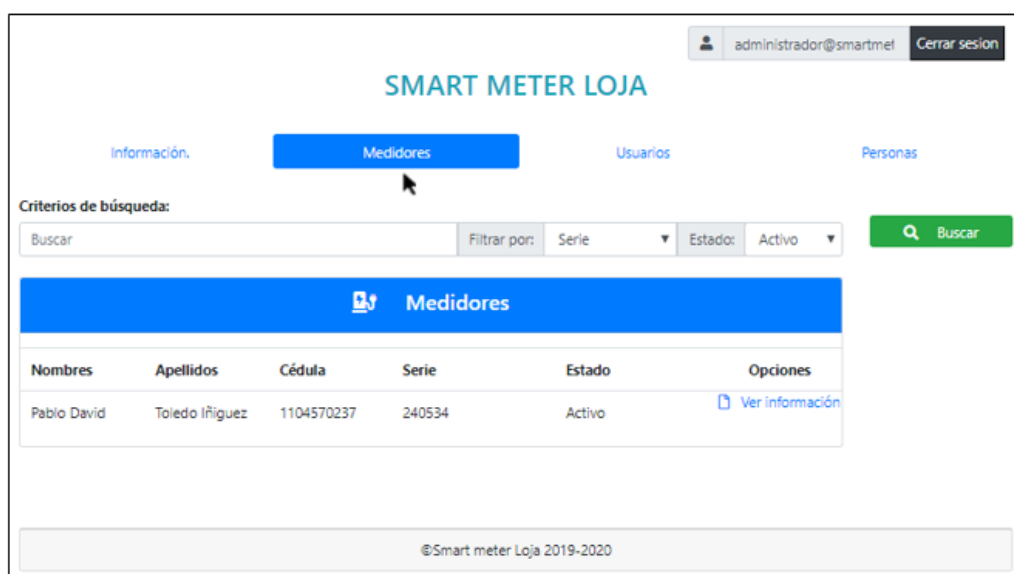 administrador@smartmet Cerrar sesion
SMART METER LOJA
Información. Medidores Usuarios Personas
Criterios de búsqueda:
Buscar Filtrar por: Serie Estado: Activo Buscar
Medidores
Nombres Apellidos Cédula Serie Estado Opciones
Pablo David Toledo Iñiguez 1104570237 240534 Activo Ver información
©Smart meter Loja 2019-2020